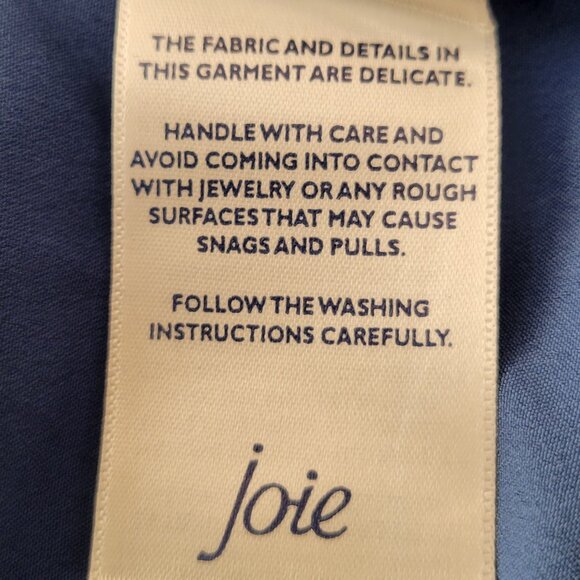 THE FABRIC AND DETAILS IN
THIS GARMENT ARE DELICATE.
HANDLE WITH CARE AND
AVOID COMING INTO CONTACT
WITH JEWELRY OR ANY ROUGH
SURFACES THAT MAY CAUSE
SNAGS AND PULLS.
FOLLOW THE WASHING
INSTRUCTIONS CAREFULLY.
joie